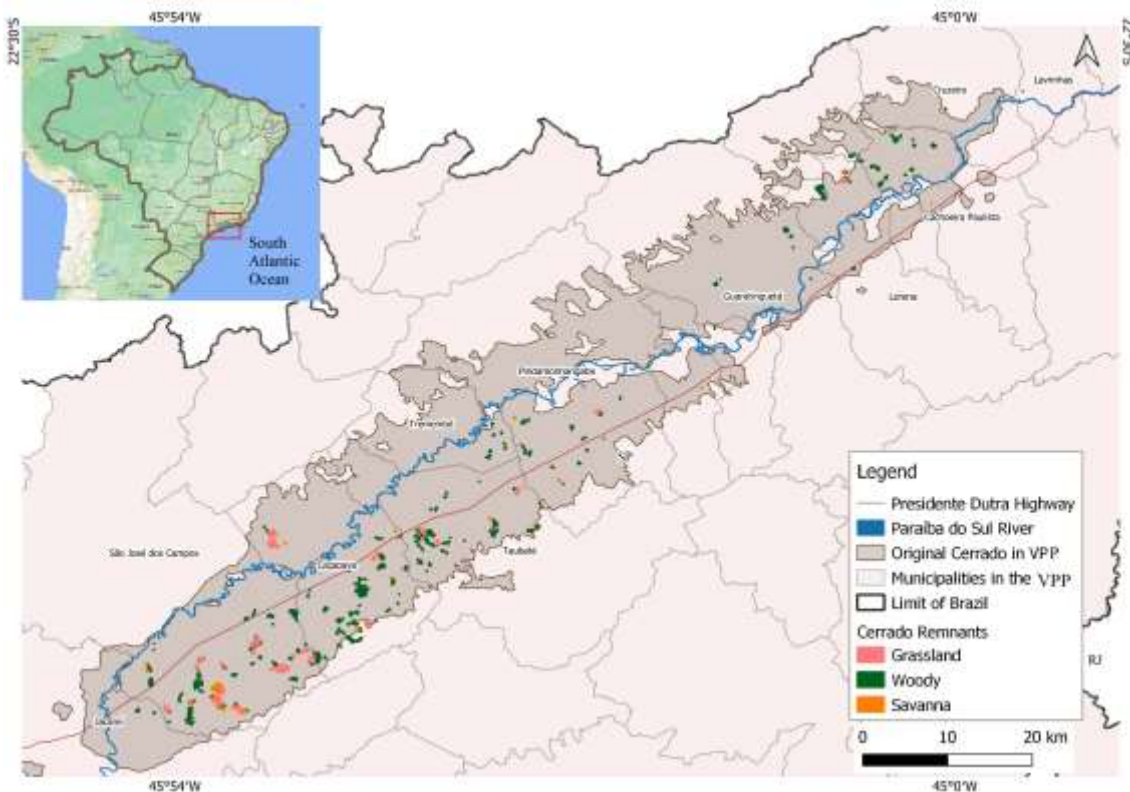 45°54'W
45°0'W
22°30'S
22°30'S
South
Atlantic
Ocean
Lavrinhas
Cruzeiro
Cachoeira Paulista
Lorena
Guaratinguetá
Pindamonhangaba
Tremembé
São José dos Campos
Caçapava
Taubaté
Jacareí
RJ
Legend
Presidente Dutra Highway
Paraíba do Sul River
Original Cerrado in VPP
Municipalities in the VPP
Limit of Brazil
Cerrado Remnants
Grassland
Woody
Savanna
0 10 20 km
45°54'W
45°0'W